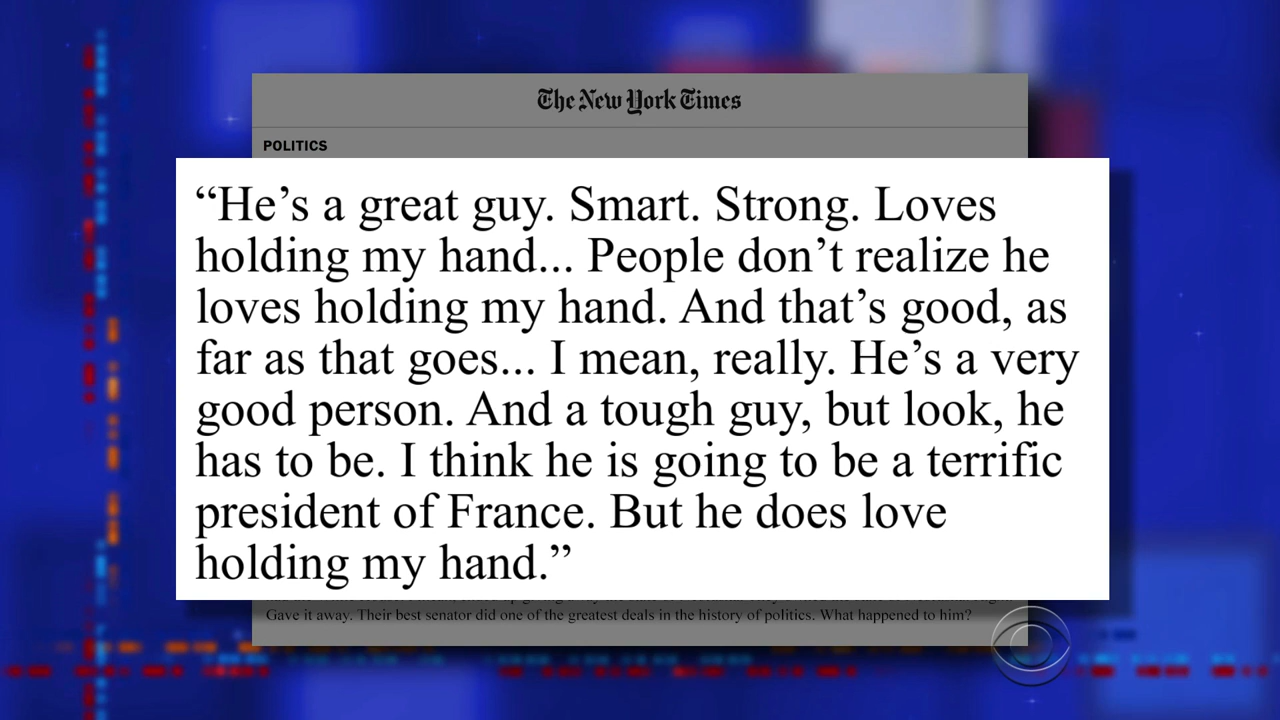 The New York Times
POLITICS
“He’s a great guy. Smart. Strong. Loves
holding my hand... People don’t realize he
loves holding my hand. And that’s good, as
far as that goes... I mean, really. He’s a very
good person. And a tough guy, but look, he
has to be. I think he is going to be a terrific
president of France. But he does love
holding my hand.”
Gave it away. Their best senator did one of the greatest deals in the history of politics. What happened to him?